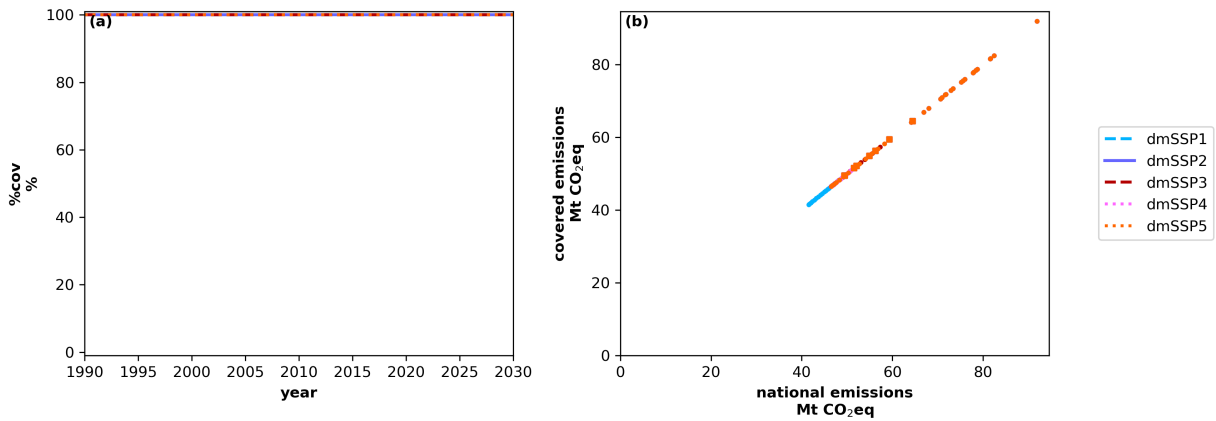 (a)
100
80
60
40
20
0
%cov
%
1990 1995 2000 2005 2010 2015 2020 2025 2030
year
(b)
80
60
40
20
0
covered emissions
Mt CO₂eq
0 20 40 60 80
national emissions
Mt CO₂eq
dmSSP1
dmSSP2
dmSSP3
dmSSP4
dmSSP5